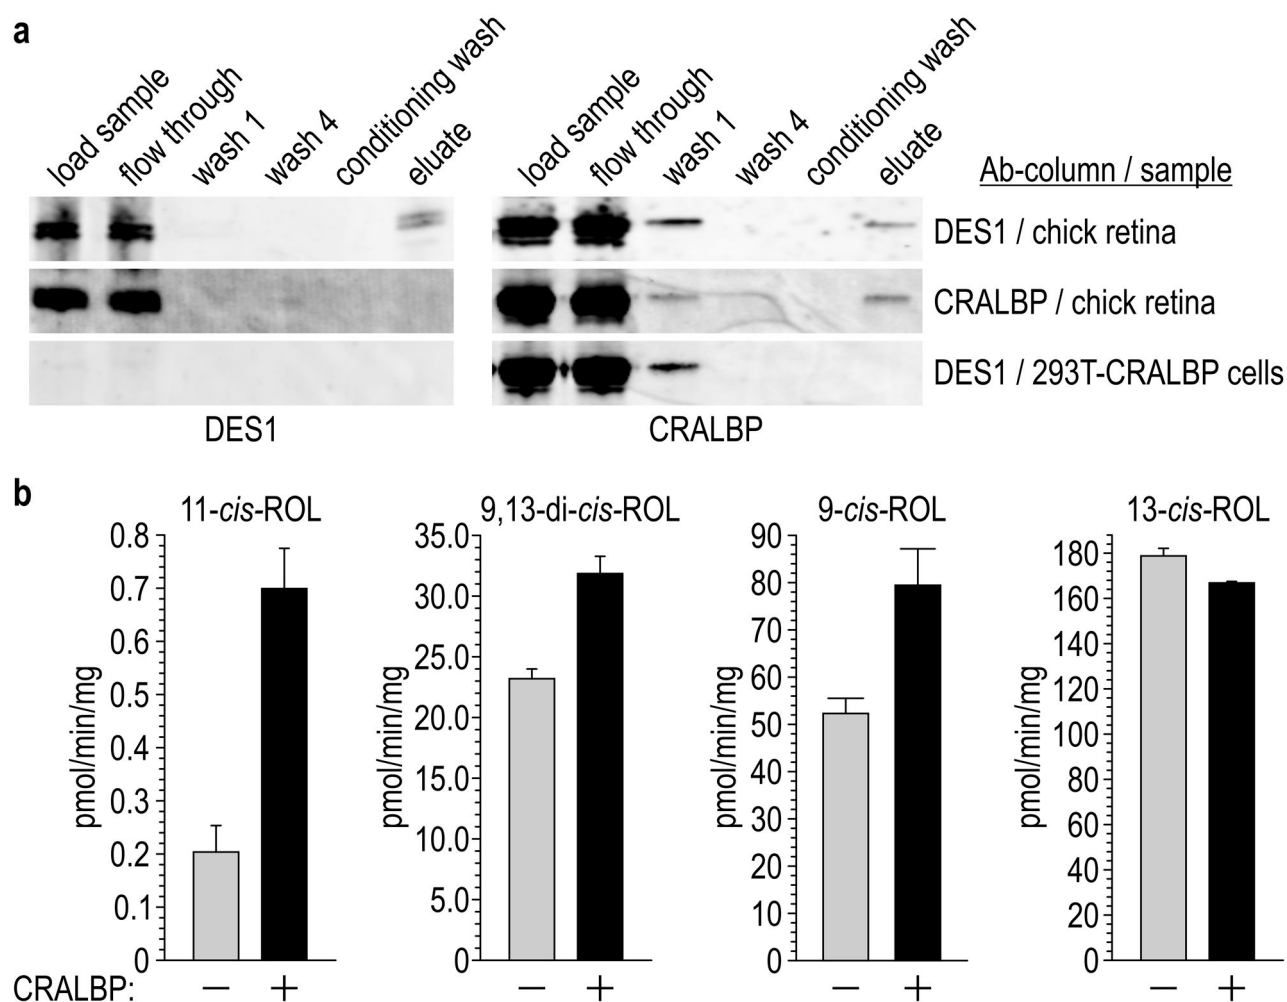 a
load sample
flow through
wash 1
wash 4
conditioning wash
eluate
load sample
flow through
wash 1
wash 4
conditioning wash
eluate
Ab-column / sample
DES1 / chick retina
CRALBP / chick retina
DES1 / 293T-CRALBP cells
DES1
CRALBP
b
11-cis-ROL
0.8
0.7
0.6
0.5
0.4
0.3
0.2
0.1
0
pmol/min/mg
9,13-di-cis-ROL
35.0
30.0
25.0
20.0
15.0
10.0
5.0
0
pmol/min/mg
9-cis-ROL
90
80
70
60
50
40
30
20
10
0
pmol/min/mg
13-cis-ROL
180
160
140
120
100
80
60
40
20
0
pmol/min/mg
CRALBP: − + − + − + − +